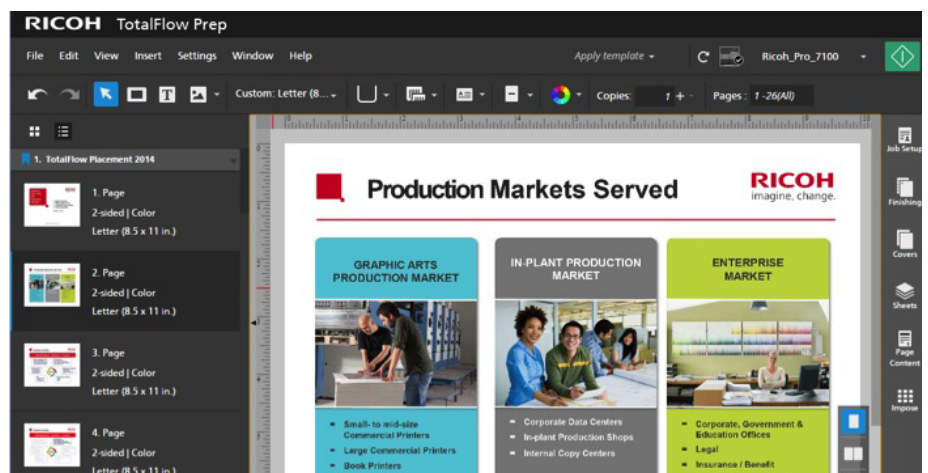 RICOH TotalFlow Prep
File Edit View Insert Settings Window Help Apply template Ricoh_Pro_7100
Custom: Letter (8... Copies: 1 + - Pages : 1 -26(All)
1. TotalFlow Placement 2014
1. Page
2-sided | Color
Letter (8.5 x 11 in.)
2. Page
2-sided | Color
Letter (8.5 x 11 in.)
3. Page
2-sided | Color
Letter (8.5 x 11 in.)
4. Page
2-sided | Color
Letter (8.5 x 11 in.)
Production Markets Served
RICOH
imagine. change.
GRAPHIC ARTS
PRODUCTION MARKET
Small- to mid-size
Commercial Printers
Large Commercial Printers
Book Printers
IN-PLANT PRODUCTION
MARKET
Corporate Data Centers
In-plant Production Shops
Internal Copy Centers
ENTERPRISE
MARKET
Corporate, Government &
Education Offices
Legal
Insurance / Benefit
Job Setup
Finishing
Covers
Sheets
Page
Content
Impose